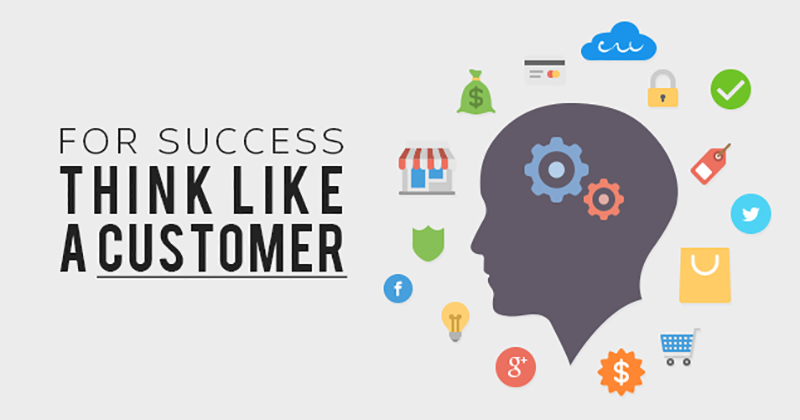 FOR SUCCESS
THINK LIKE
A CUSTOMER
$
f
g+
$